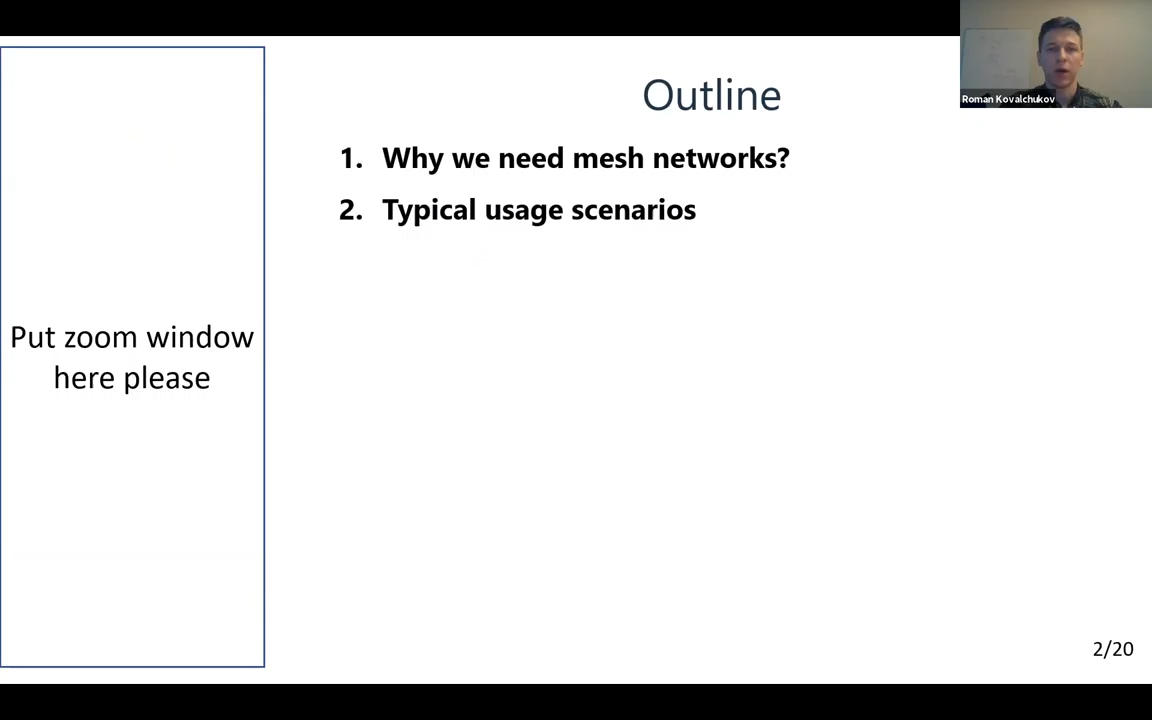 Outline
Roman Kovalchukov
1. Why we need mesh networks?
2. Typical usage scenarios
Put zoom window
here please
2/20